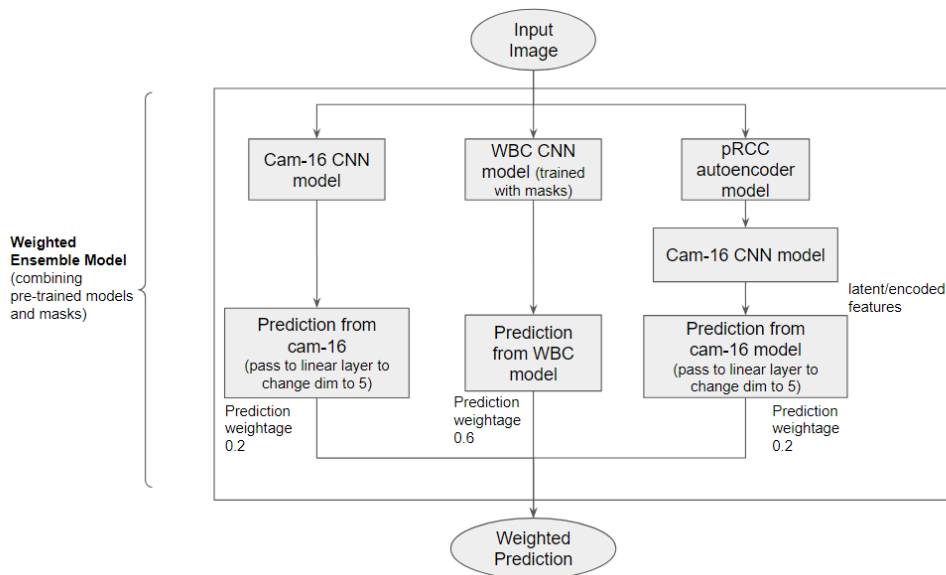 Input
Image
Cam-16 CNN
model
WBC CNN
model (trained
with masks)
pRCC
autoencoder
model
Weighted
Ensemble Model
(combining
pre-trained models
and masks)
Cam-16 CNN model
latent/encoded
features
Prediction from
cam-16
(pass to linear layer to
change dim to 5)
Prediction
from WBC
model
Prediction from
cam-16 model
(pass to linear layer to
change dim to 5)
Prediction
weightage
0.2
Prediction
weightage
0.6
Prediction
weightage
0.2
Weighted
Prediction